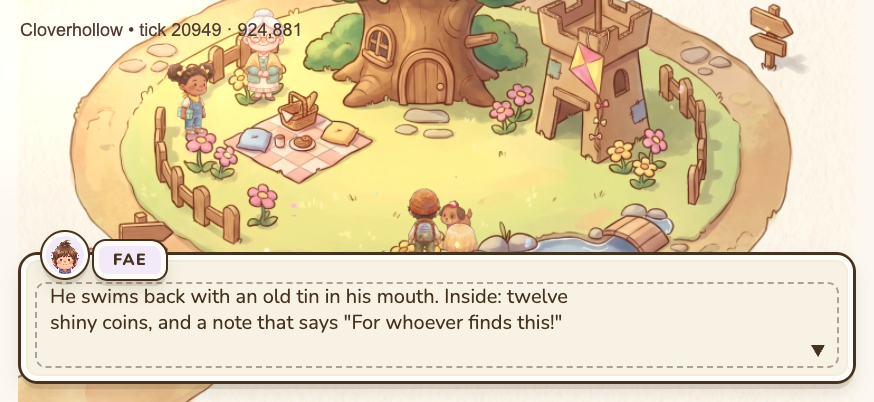 Cloverhollow • tick 20949 · 924,881
FAE
He swims back with an old tin in his mouth. Inside: twelve
shiny coins, and a note that says "For whoever finds this!"